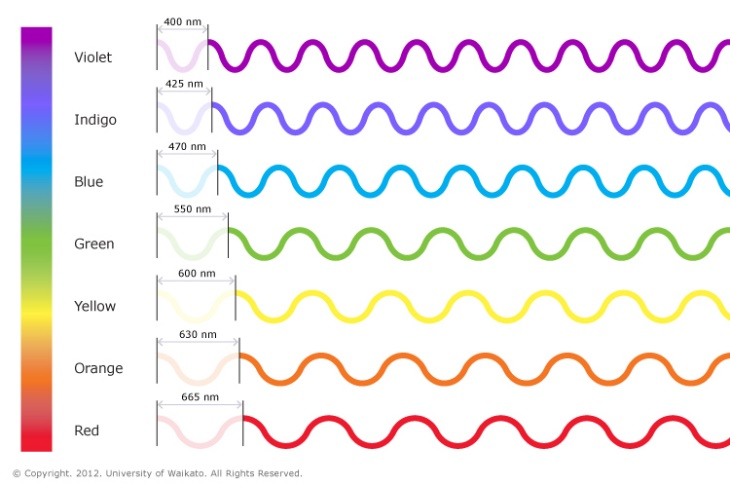 400 nm
Violet
425 nm
Indigo
470 nm
Blue
550 nm
Green
600 nm
Yellow
630 nm
Orange
665 nm
Red
© Copyright. 2012. University of Waikato. All Rights Reserved.